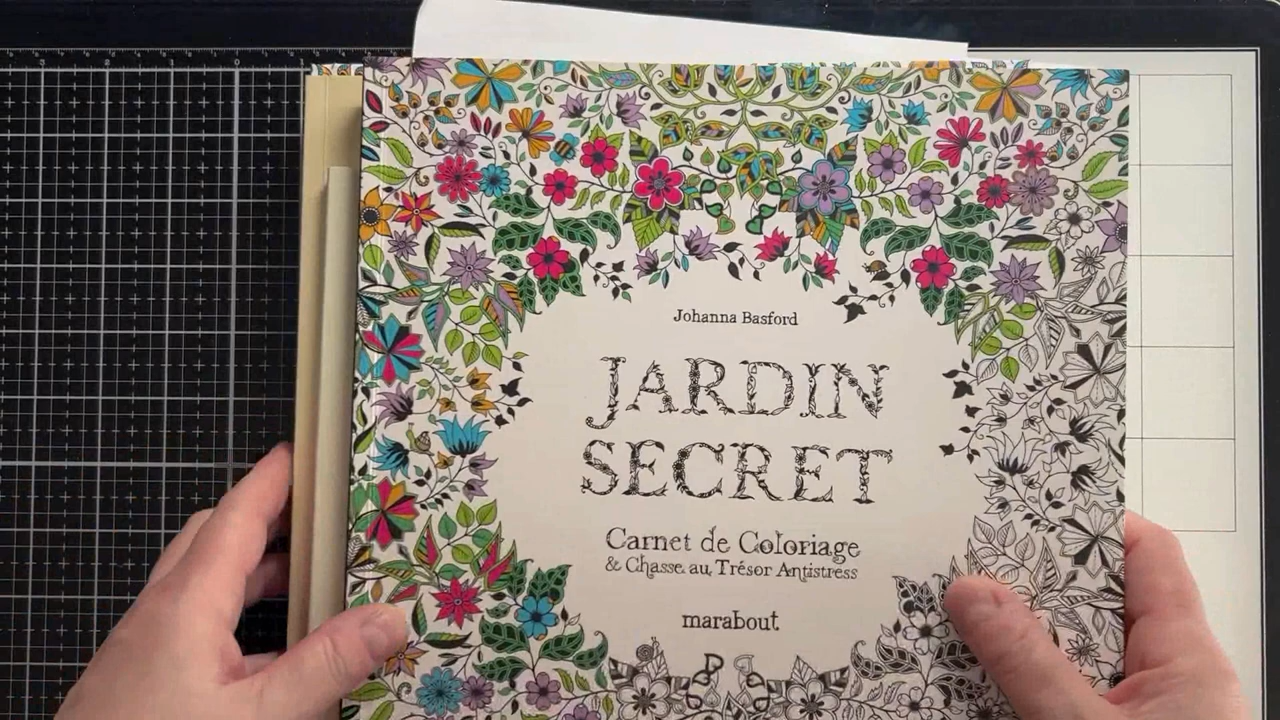 Johanna Basford
JARDIN
SECRET
Carnet de Coloriage
& Chasse au Trésor Antistress
marabout